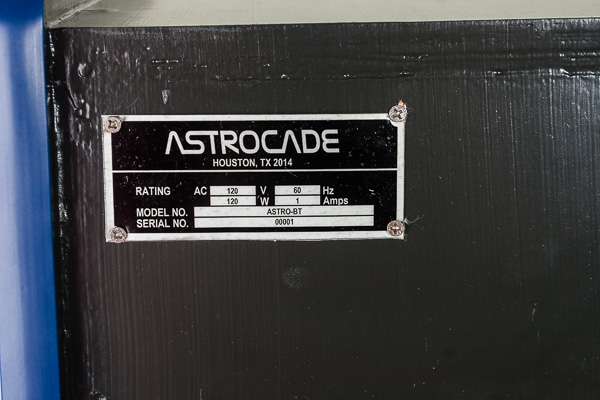 ASTROCADE
HOUSTON, TX 2014
RATING AC 120 V 60 Hz
120 W 1 Amps
MODEL NO. ASTRO-BT
SERIAL NO. 00001